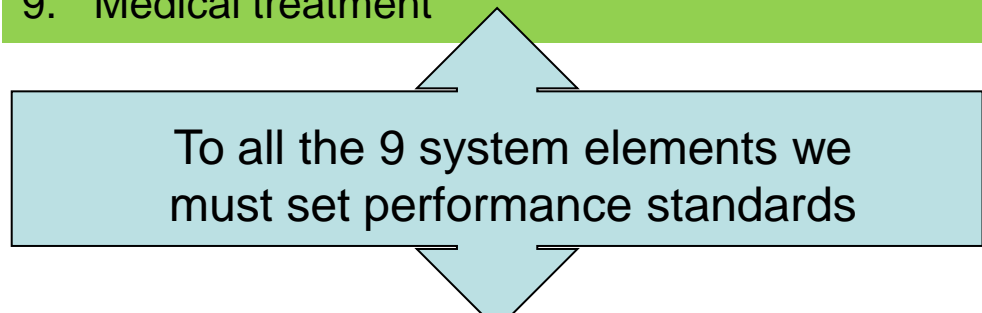 9. Medical treatment
To all the 9 system elements we
must set performance standards